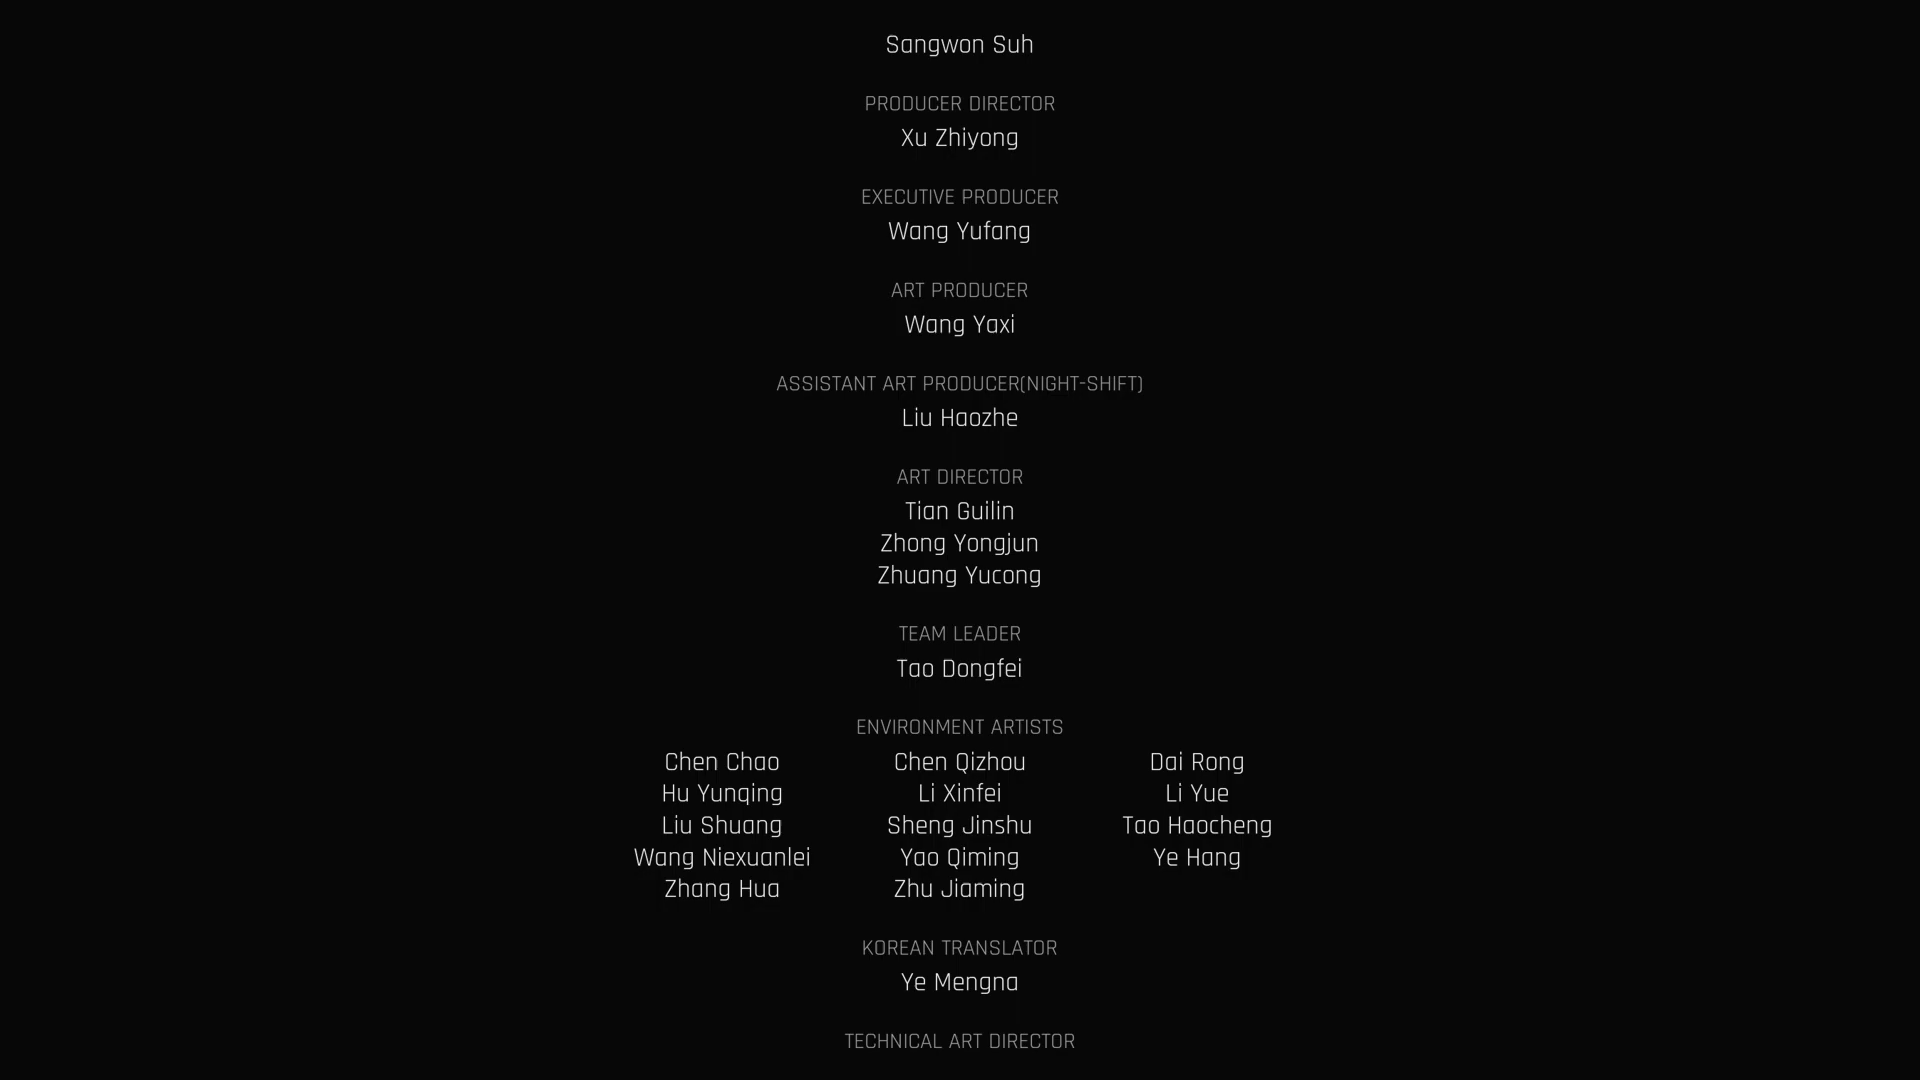 Sangwon Suh
PRODUCER DIRECTOR
Xu Zhiyong
EXECUTIVE PRODUCER
Wang Yufang
ART PRODUCER
Wang Yaxi
ASSISTANT ART PRODUCER(NIGHT-SHIFT)
Liu Haozhe
ART DIRECTOR
Tian Guilin
Zhong Yongjun
Zhuang Yucong
TEAM LEADER
Tao Dongfei
ENVIRONMENT ARTISTS
Chen Chao Chen Qizhou Dai Rong
Hu Yunqing Li Xinfei Li Yue
Liu Shuang Sheng Jinshu Tao Haocheng
Wang Niexuanlei Yao Qiming Ye Hang
Zhang Hua Zhu Jiaming
KOREAN TRANSLATOR
Ye Mengna
TECHNICAL ART DIRECTOR